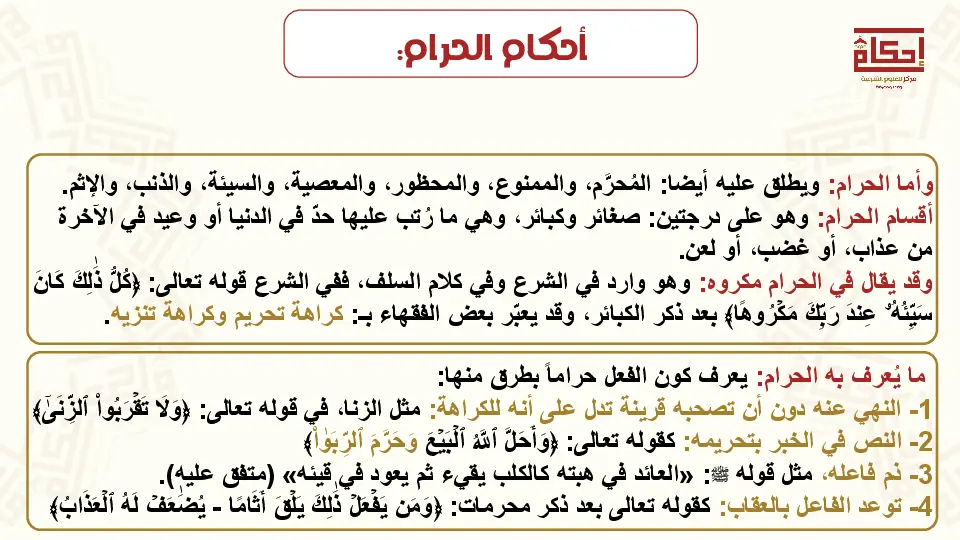 أحكام الحرام:
إحكام
مركز للعلوم الشرعية
وأما الحرام: ويطلق عليه أيضا: المُحرَّم، والممنوع، والمحظور، والمعصية، والسيئة، والذنب، والإثم.
أقسام الحرام: وهو على درجتين: صغائر وكبائر، وهي ما رُتب عليها حدّ في الدنيا أو وعيد في الآخرة
من عذاب، أو غضب، أو لعن.
وقد يقال في الحرام مكروه: وهو وارد في الشرع وفي كلام السلف، ففي الشرع قوله تعالى: ﴿كُلُّ ذَٰلِكَ كَانَ
سَيِّئُهُۥ عِندَ رَبِّكَ مَكْرُوهًا﴾ بعد ذكر الكبائر، وقد يعبّر بعض الفقهاء بـ: كراهة تحريم وكراهة تنزيه.
ما يُعرف به الحرام: يعرف كون الفعل حراماً بطرق منها:
1- النهي عنه دون أن تصحبه قرينة تدل على أنه للكراهة: مثل الزنا، في قوله تعالى: ﴿وَلَا تَقْرَبُوا۟ ٱلزِّنَىٰٓ﴾
2- النص في الخبر بتحريمه: كقوله تعالى: ﴿وَأَحَلَّ ٱللَّهُ ٱلْبَيْعَ وَحَرَّمَ ٱلرِّبَوٰا۟﴾
3- ذم فاعله، مثل قوله ﷺ: «العائد في هبته كالكلب يقيء ثم يعود في قيئه» (متفق عليه).
4- توعد الفاعل بالعقاب: كقوله تعالى بعد ذكر محرمات: ﴿وَمَن يَفْعَلْ ذَٰلِكَ يَلْقَ أَثَامًا - يُضَٰعَفْ لَهُ ٱلْعَذَابُ﴾